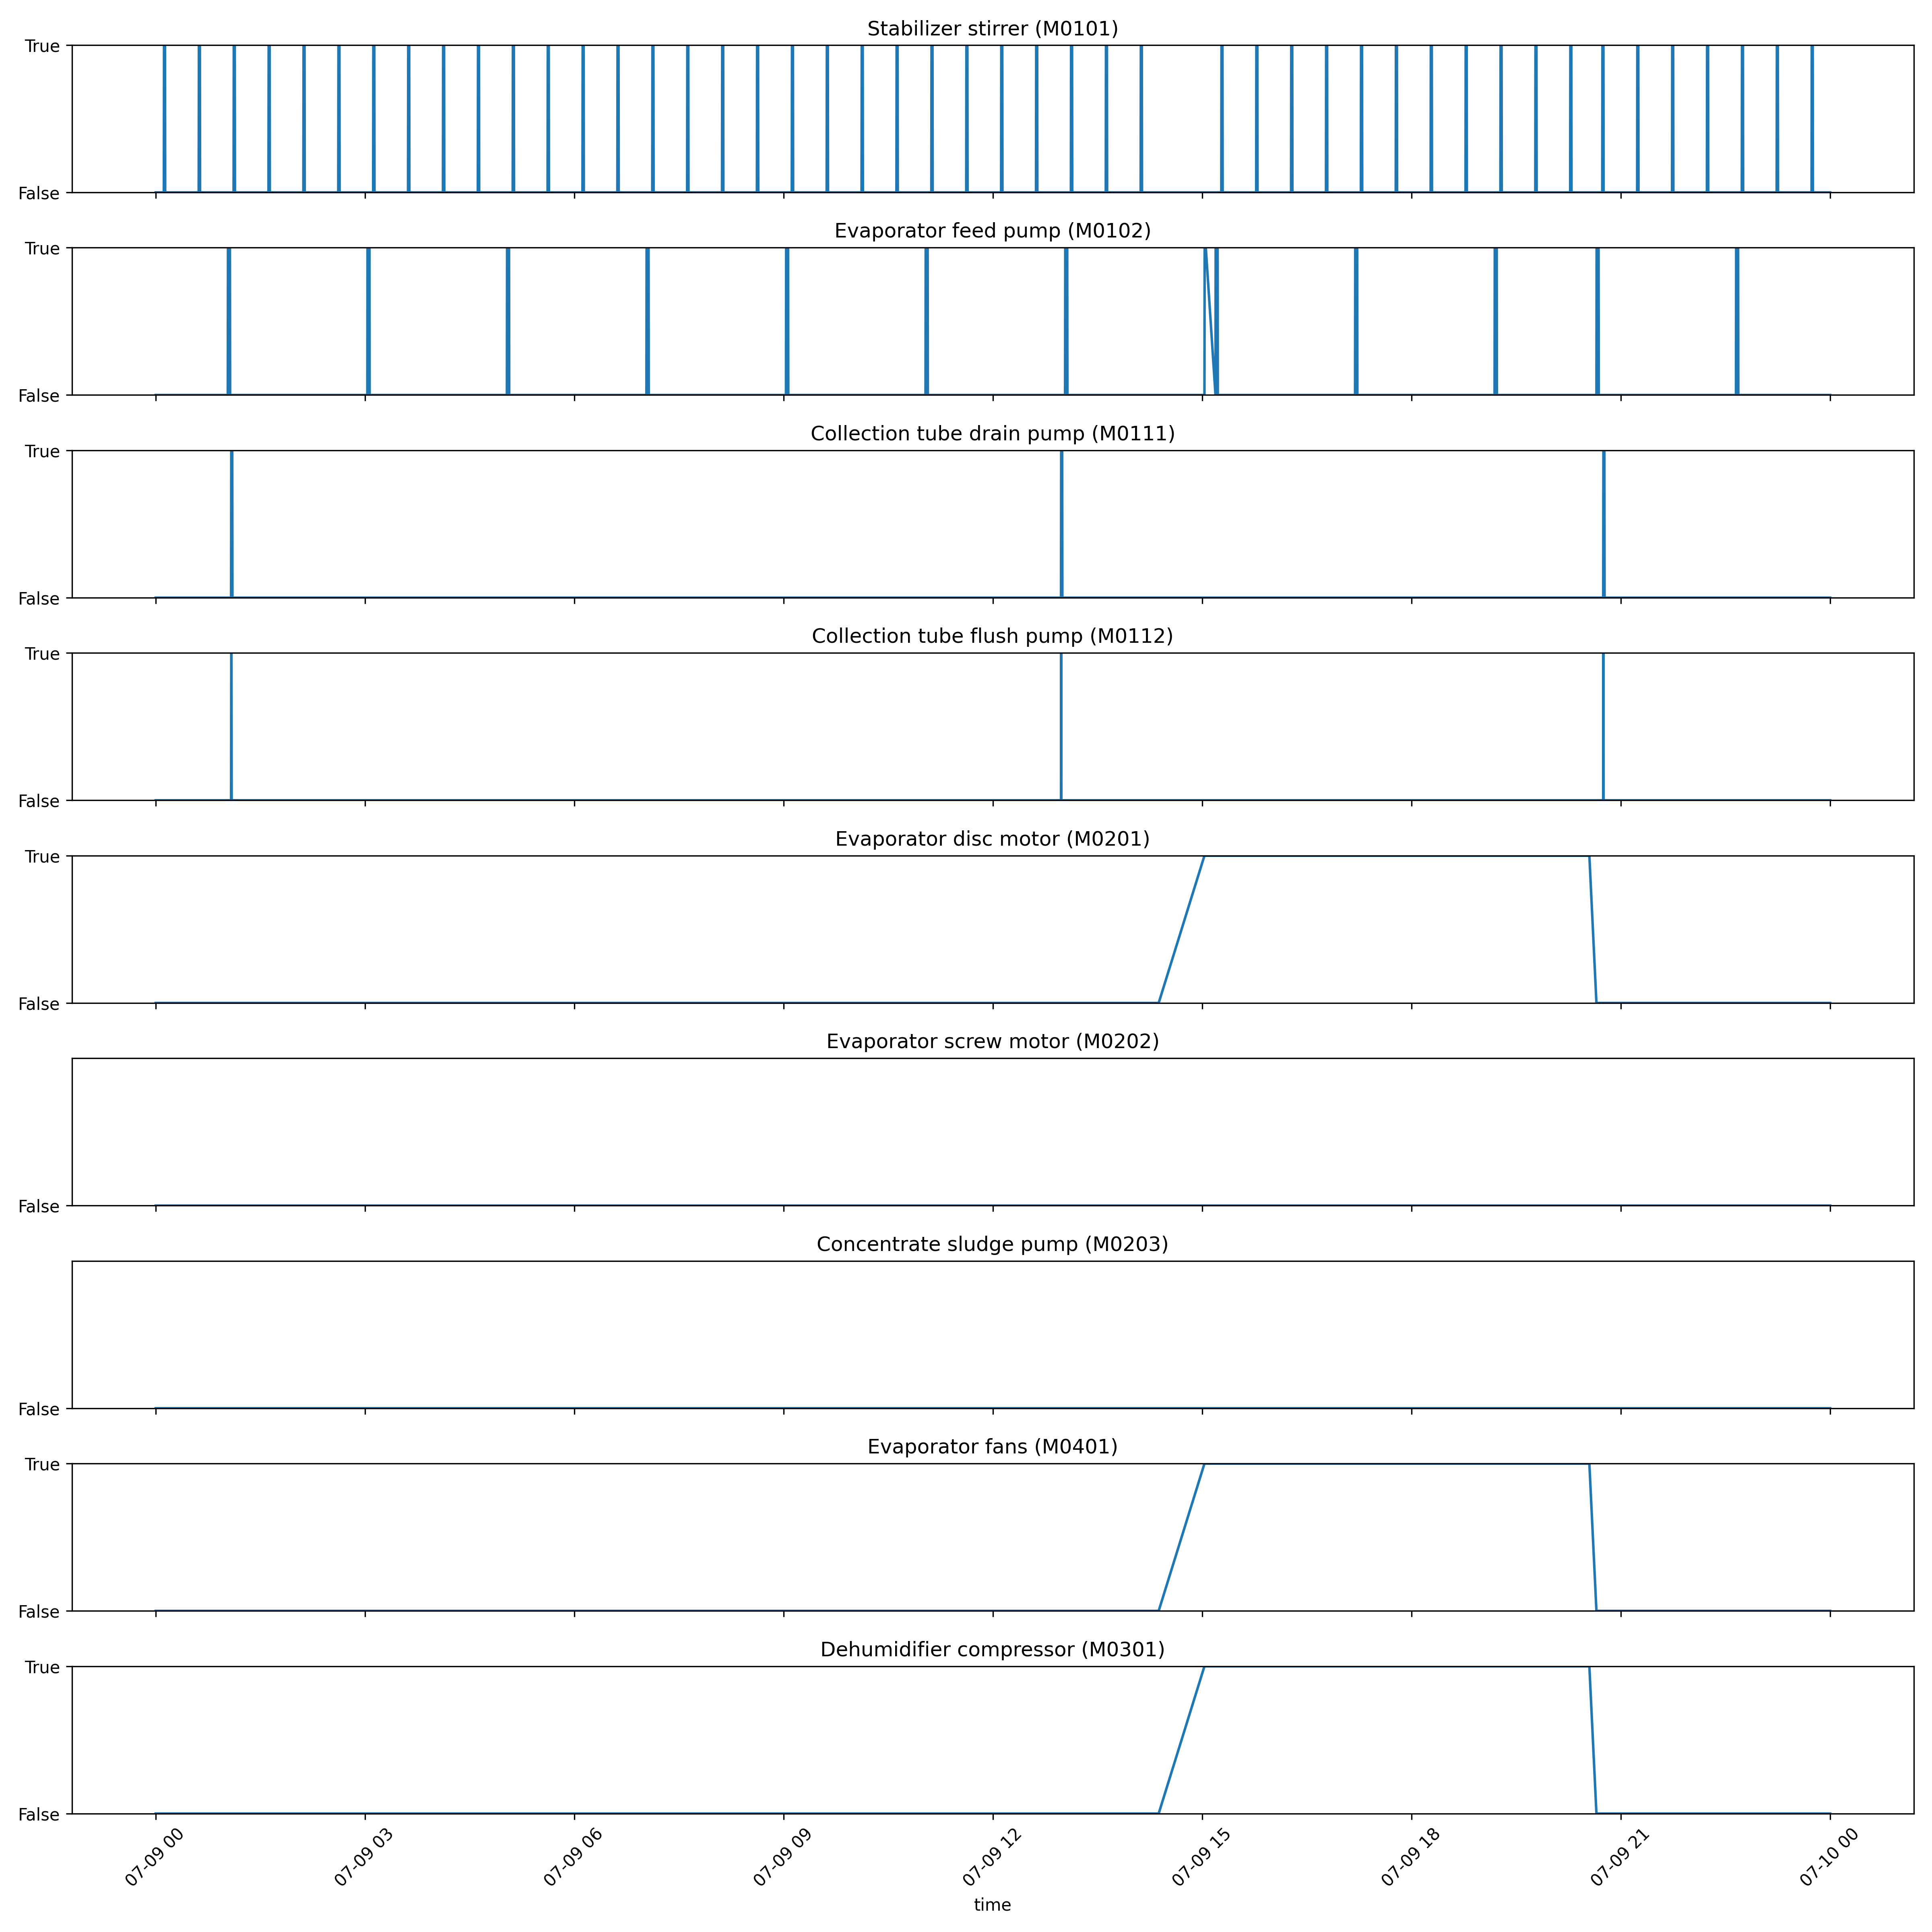 Stabilizer stirrer (M0101)
True
False
Evaporator feed pump (M0102)
True
False
Collection tube drain pump (M0111)
True
False
Collection tube flush pump (M0112)
True
False
Evaporator disc motor (M0201)
True
False
Evaporator screw motor (M0202)
False
Concentrate sludge pump (M0203)
False
Evaporator fans (M0401)
True
False
Dehumidifier compressor (M0301)
True
False
07-09 00
07-09 03
07-09 06
07-09 09
07-09 12
07-09 15
07-09 18
07-09 21
07-10 00
time